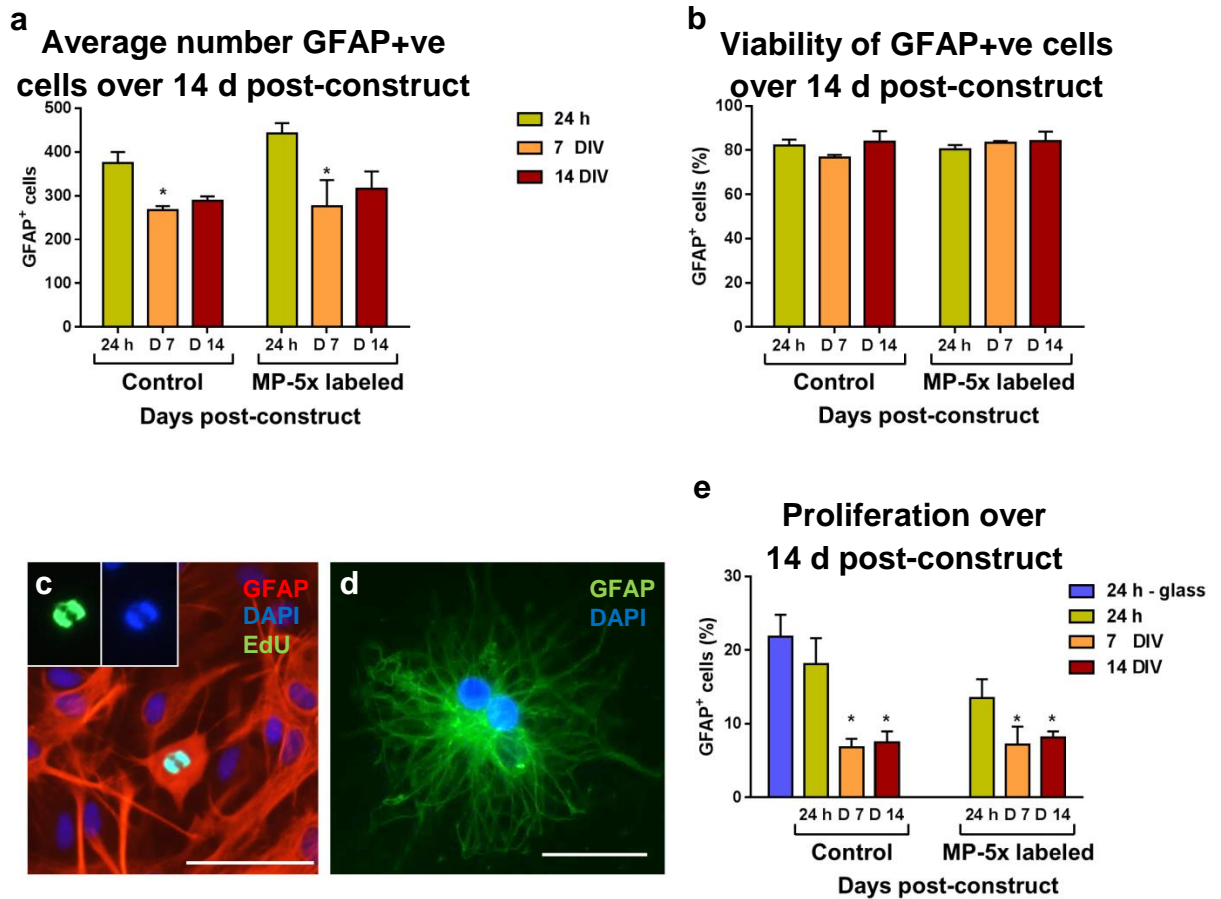 a
Average number GFAP+ve
cells over 14 d post-construct
500
400
300
200
100
0
GFAP+ cells
*
*
24 h
7 DIV
14 DIV
24 h D 7 D 14
24 h D 7 D 14
Control
MP-5x labeled
Days post-construct
b
Viability of GFAP+ve cells
over 14 d post-construct
100
80
60
40
20
0
GFAP+ cells (%)
24 h D 7 D 14
24 h D 7 D 14
Control
MP-5x labeled
Days post-construct
c
GFAP
DAPI
EdU
d
GFAP
DAPI
e
Proliferation over
14 d post-construct
30
20
10
0
GFAP+ cells (%)
* *
* *
24 h - glass
24 h
7 DIV
14 DIV
24 h D 7 D 14
24 h D 7 D 14
Control
MP-5x labeled
Days post-construct